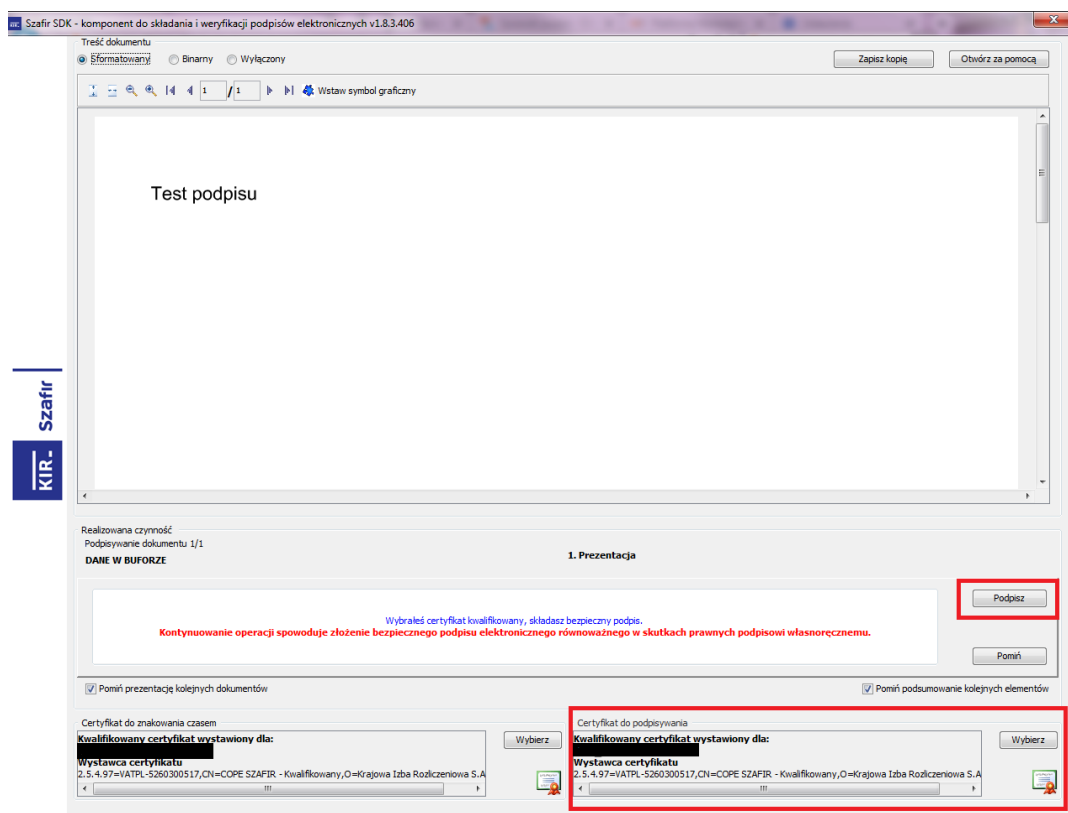 Szafir SDK - komponent do składania i weryfikacji podpisów elektronicznych v1.8.3.406
Treść dokumentu
Sformatowany Binarny Wyłączony Zapisz kopię Otwórz za pomocą
1 / 1 Wstaw symbol graficzny
Test podpisu
KIR Szafir
Realizowana czynność
Podpisywanie dokumentu 1/1
DANE W BUFORZE
1. Prezentacja
Podpisz
Wybrałeś certyfikat kwalifikowany, składasz bezpieczny podpis.
Kontynuowanie operacji spowoduje złożenie bezpiecznego podpisu elektronicznego równoważnego w skutkach prawnych podpisowi własnoręcznemu.
Pomiń
Pomiń prezentację kolejnych dokumentów
Pomiń podsumowanie kolejnych elementów
Certyfikat do znakowania czasem
Kwalifikowany certyfikat wystawiony dla:
Wybierz
Wystawca certyfikatu
2.5.4.97=VATPL-5260300517,CN=COPE SZAFIR - Kwalifikowany,O=Krajowa Izba Rozliczeniowa S.A
Certyfikat do podpisywania
Kwalifikowany certyfikat wystawiony dla:
Wybierz
Wystawca certyfikatu
2.5.4.97=VATPL-5260300517,CN=COPE SZAFIR - Kwalifikowany,O=Krajowa Izba Rozliczeniowa S.A